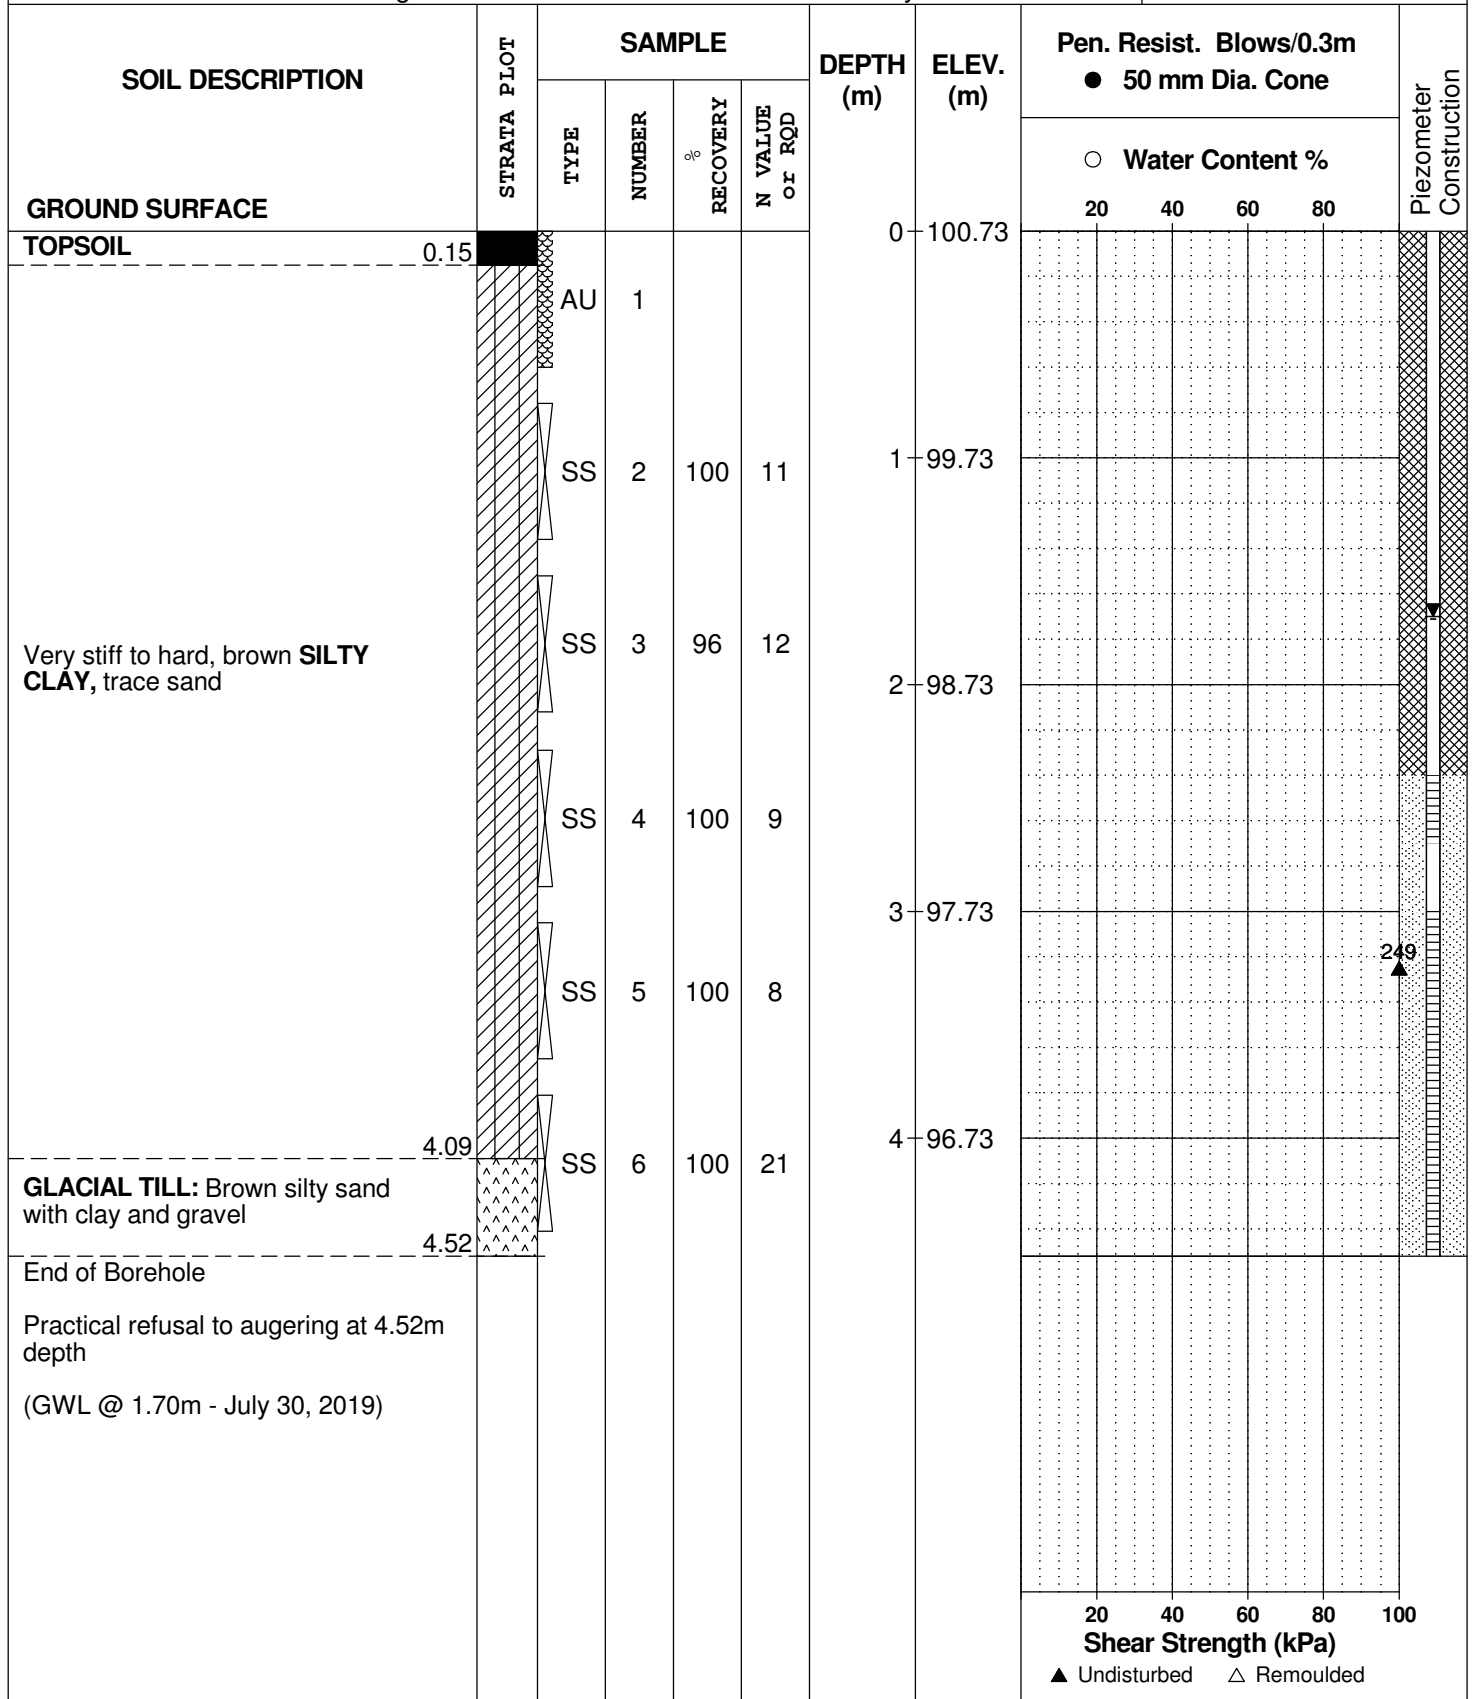 SOIL DESCRIPTION
GROUND SURFACE
STRATA PLOT
SAMPLE
TYPE
NUMBER
%
RECOVERY
N VALUE
or RQD
DEPTH
(m)
ELEV.
(m)
Pen. Resist. Blows/0.3m
● 50 mm Dia. Cone
○ Water Content %
20 40 60 80
Piezometer
Construction
TOPSOIL 0.15
0 100.73
AU 1
1 99.73
SS 2 100 11
SS 3 96 12
Very stiff to hard, brown SILTY
CLAY, trace sand
2 98.73
SS 4 100 9
3 97.73
249
SS 5 100 8
4 96.73
4.09
SS 6 100 21
GLACIAL TILL: Brown silty sand
with clay and gravel
4.52
End of Borehole
Practical refusal to augering at 4.52m
depth
(GWL @ 1.70m - July 30, 2019)
20 40 60 80 100
Shear Strength (kPa)
▲ Undisturbed △ Remoulded